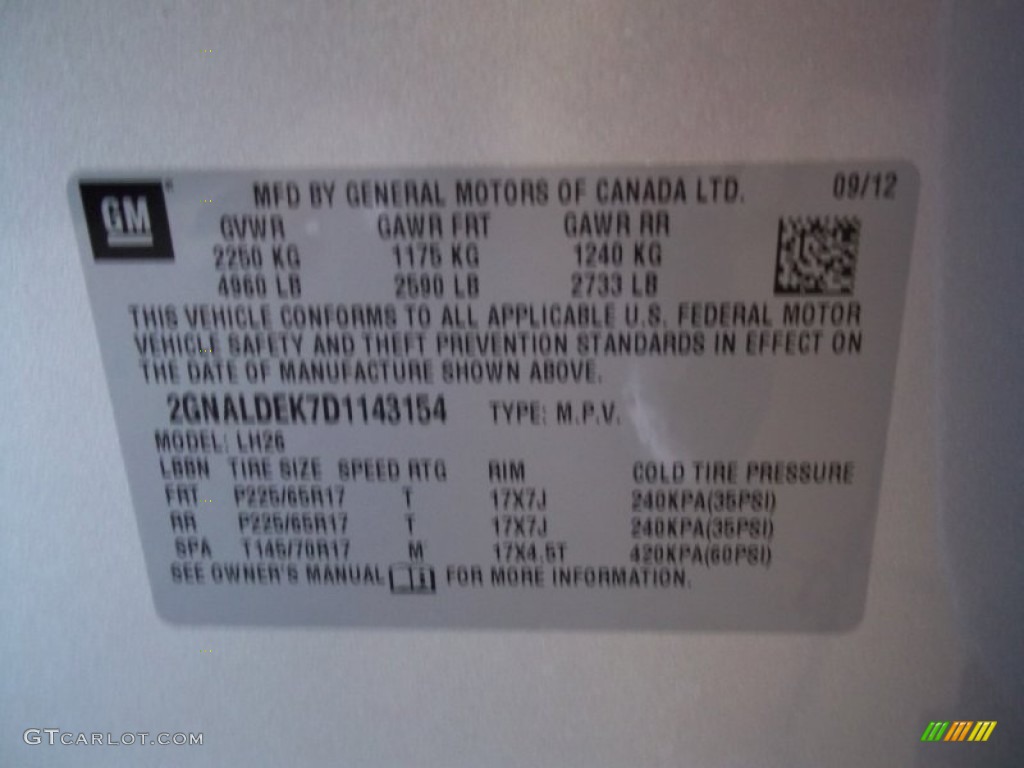 GM
MFD BY GENERAL MOTORS OF CANADA LTD. 09/12
GVWR GAWR FRT GAWR RR
2250 KG 1175 KG 1240 KG
4960 LB 2590 LB 2733 LB
THIS VEHICLE CONFORMS TO ALL APPLICABLE U.S. FEDERAL MOTOR
VEHICLE SAFETY AND THEFT PREVENTION STANDARDS IN EFFECT ON
THE DATE OF MANUFACTURE SHOWN ABOVE.
2GNALDEK7D1143154 TYPE: M.P.V.
MODEL: LH26
LBBN TIRE SIZE SPEED RTG RIM COLD TIRE PRESSURE
FRT P225/65R17 T 17X7J 240KPA(35PSI)
RR P225/65R17 T 17X7J 240KPA(35PSI)
SPA T145/70R17 M 17X4.5T 420KPA(60PSI)
SEE OWNER'S MANUAL FOR MORE INFORMATION.
GTCARLOT.COM